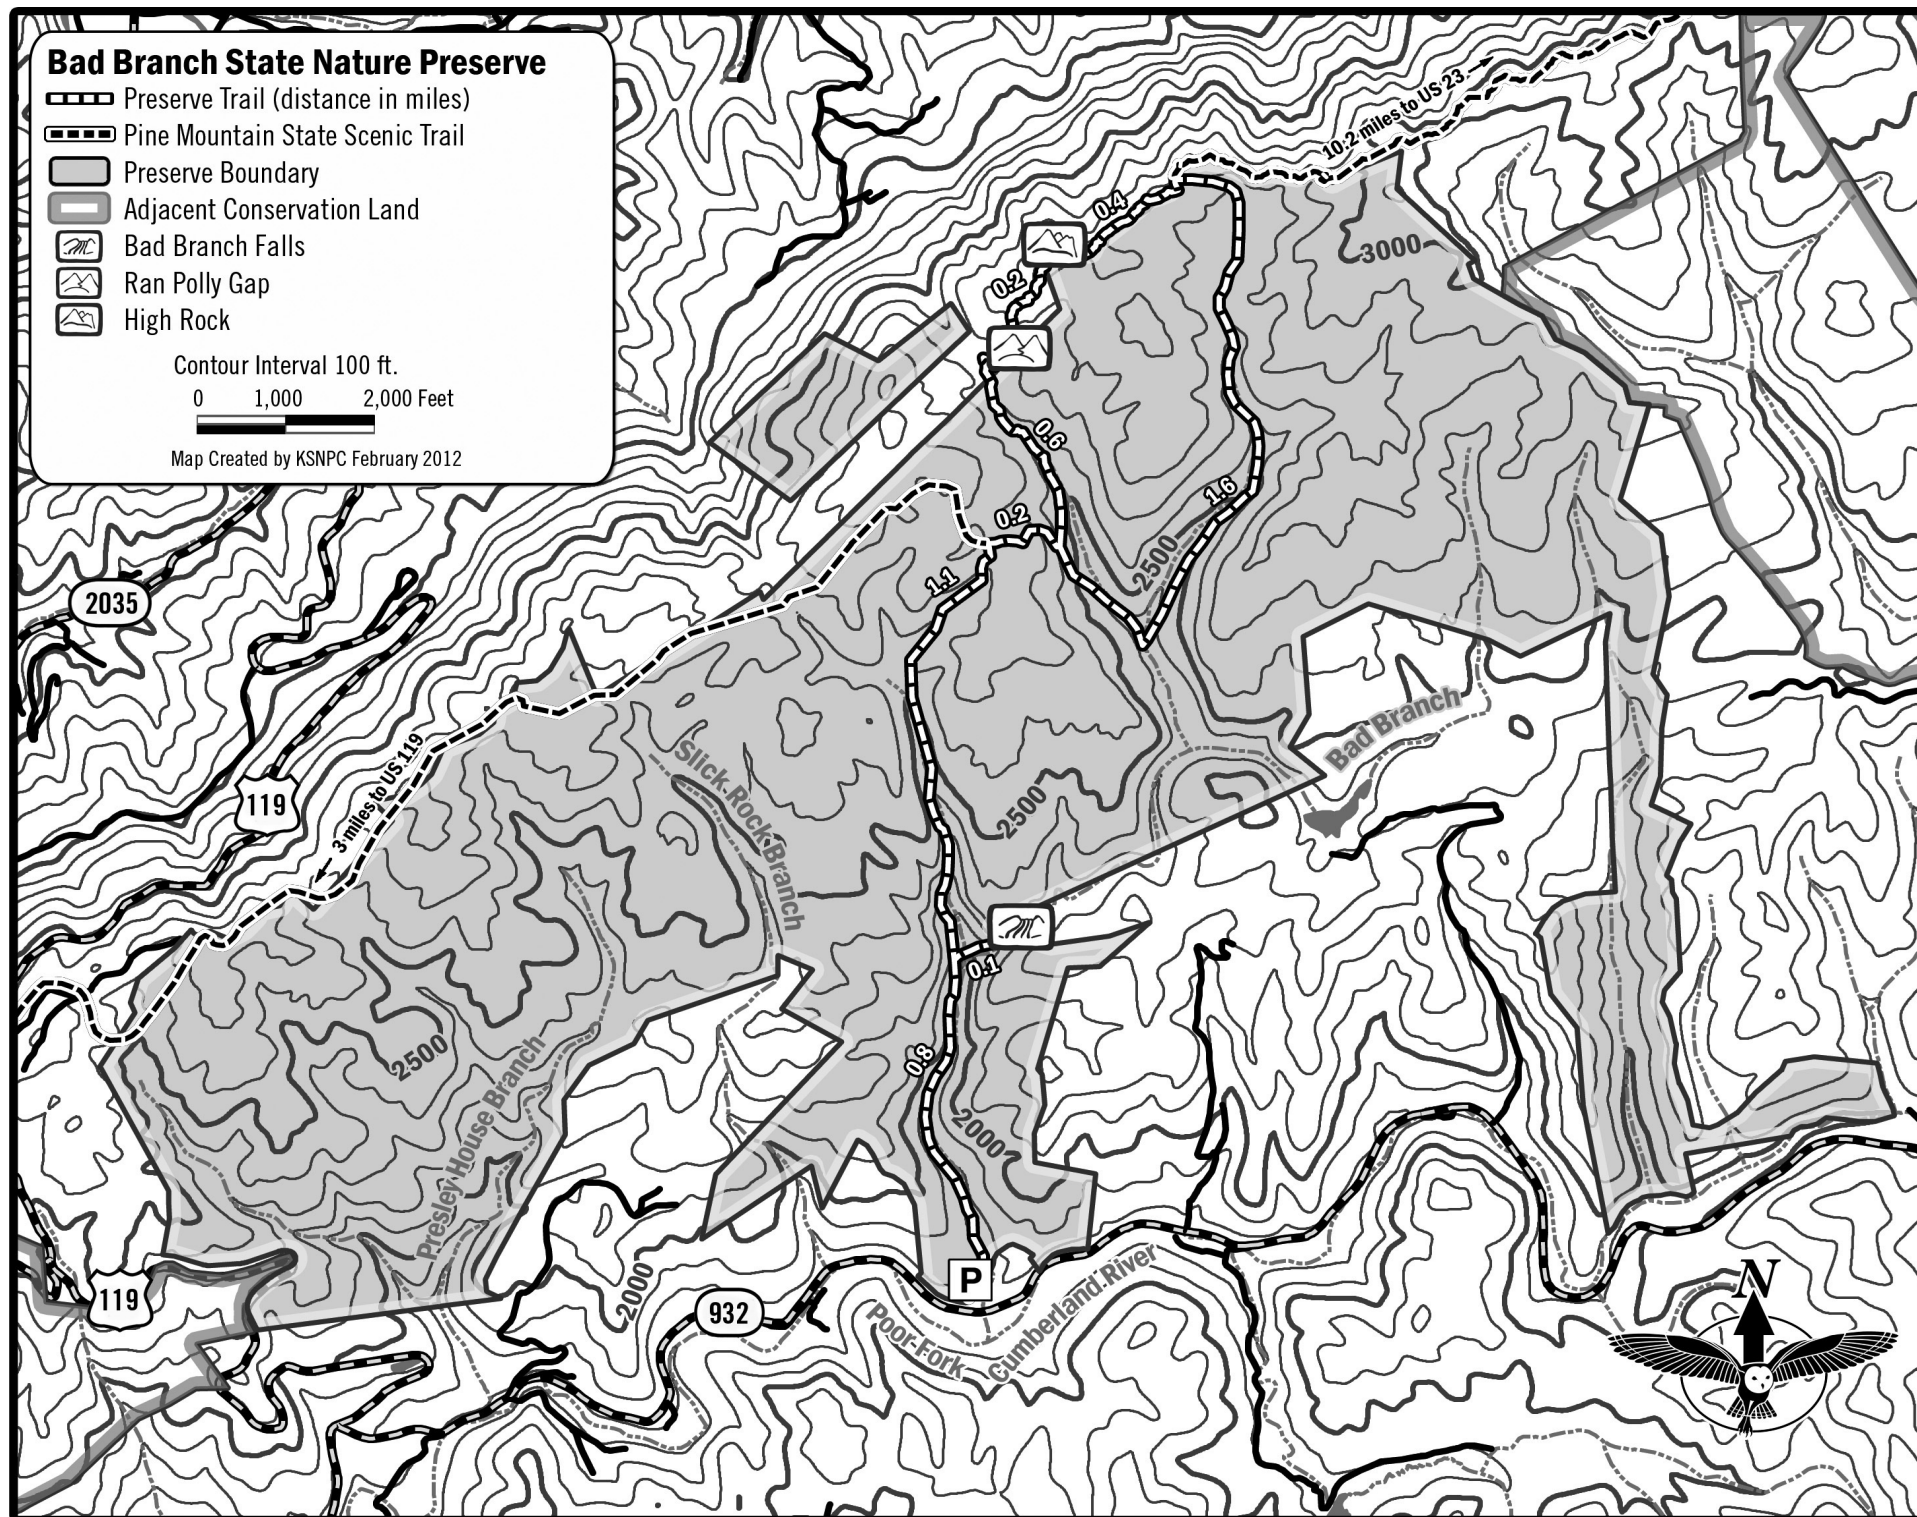 Bad Branch State Nature Preserve
Preserve Trail (distance in miles)
Pine Mountain State Scenic Trail
Preserve Boundary
Adjacent Conservation Land
Bad Branch Falls
Ran Polly Gap
High Rock
Contour Interval 100 ft.
0 1,000 2,000 Feet
Map Created by KSNPC February 2012
10.2 miles to US 23
0.4
3000
0.2
0.6
1.6
0.2
2500
1.1
2035
Bad Branch
119
3 miles to US 119
Slick Rock Branch
2500
0.1
2500
0.8
Presley House Branch
2000
119
2000
932
P
Poor Fork Cumberland River
N